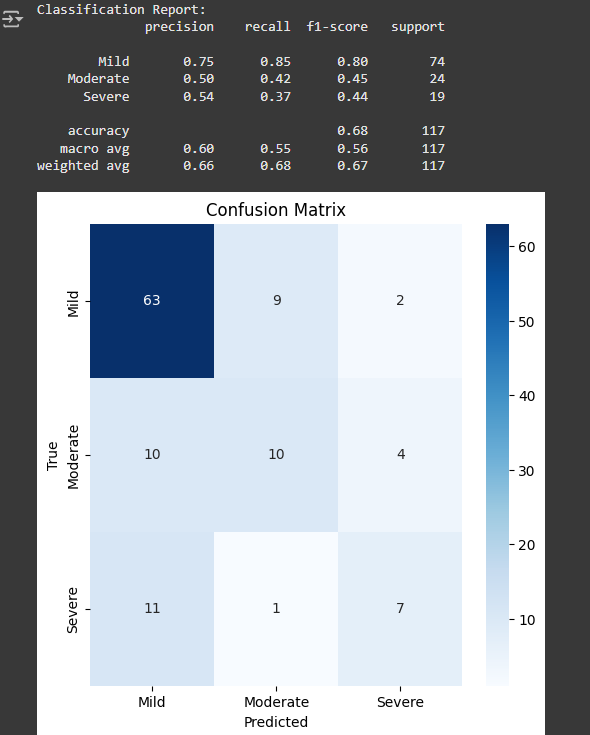 Classification Report:
precision recall f1-score support
Mild 0.75 0.85 0.80 74
Moderate 0.50 0.42 0.45 24
Severe 0.54 0.37 0.44 19
accuracy 0.68 117
macro avg 0.60 0.55 0.56 117
weighted avg 0.66 0.68 0.67 117
Confusion Matrix
Mild 63 9 2
Moderate 10 10 4
Severe 11 1 7
True
Mild Moderate Severe
Predicted
60
50
40
30
20
10